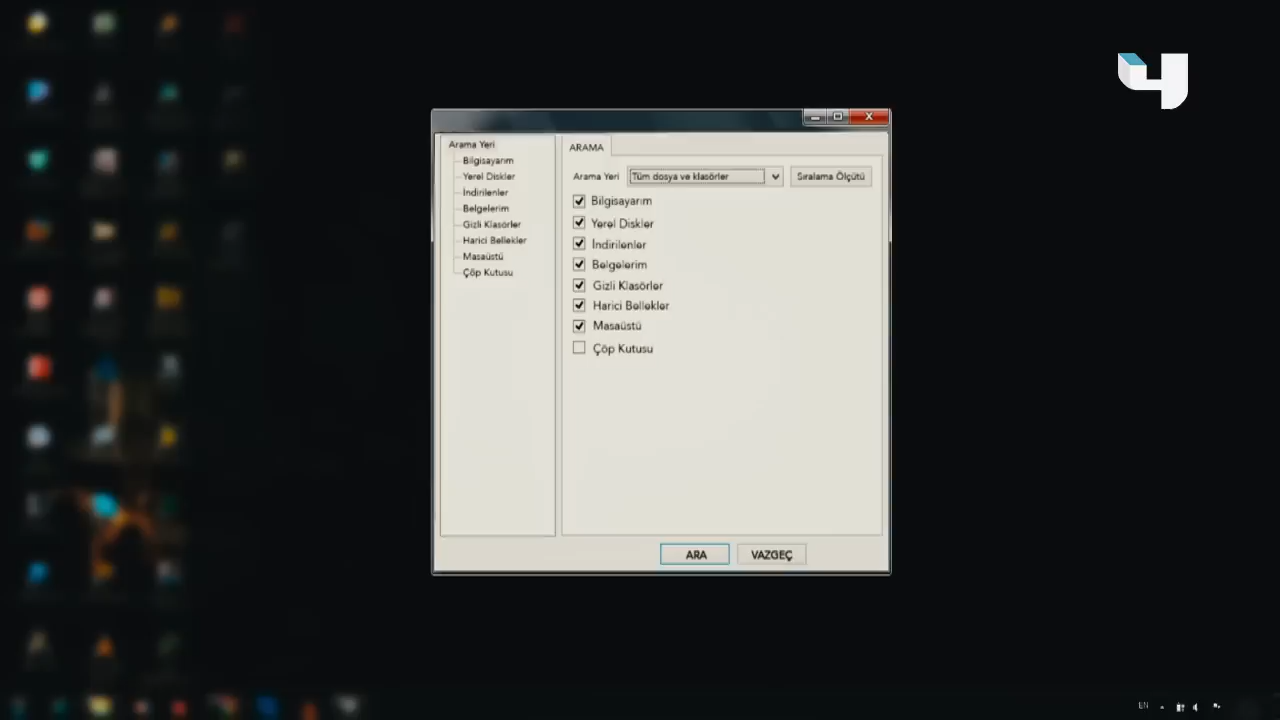 Arama Yeri
Bilgisayarım
Yerel Diskler
İndirilenler
Belgelerim
Gizli Klasörler
Harici Bellekler
Masaüstü
Çöp Kutusu
ARAMA
Arama Yeri Tüm dosya ve klasörler Sıralama Ölçütü
Bilgisayarım
Yerel Diskler
İndirilenler
Belgelerim
Gizli Klasörler
Harici Bellekler
Masaüstü
Çöp Kutusu
ARA VAZGEÇ
EN